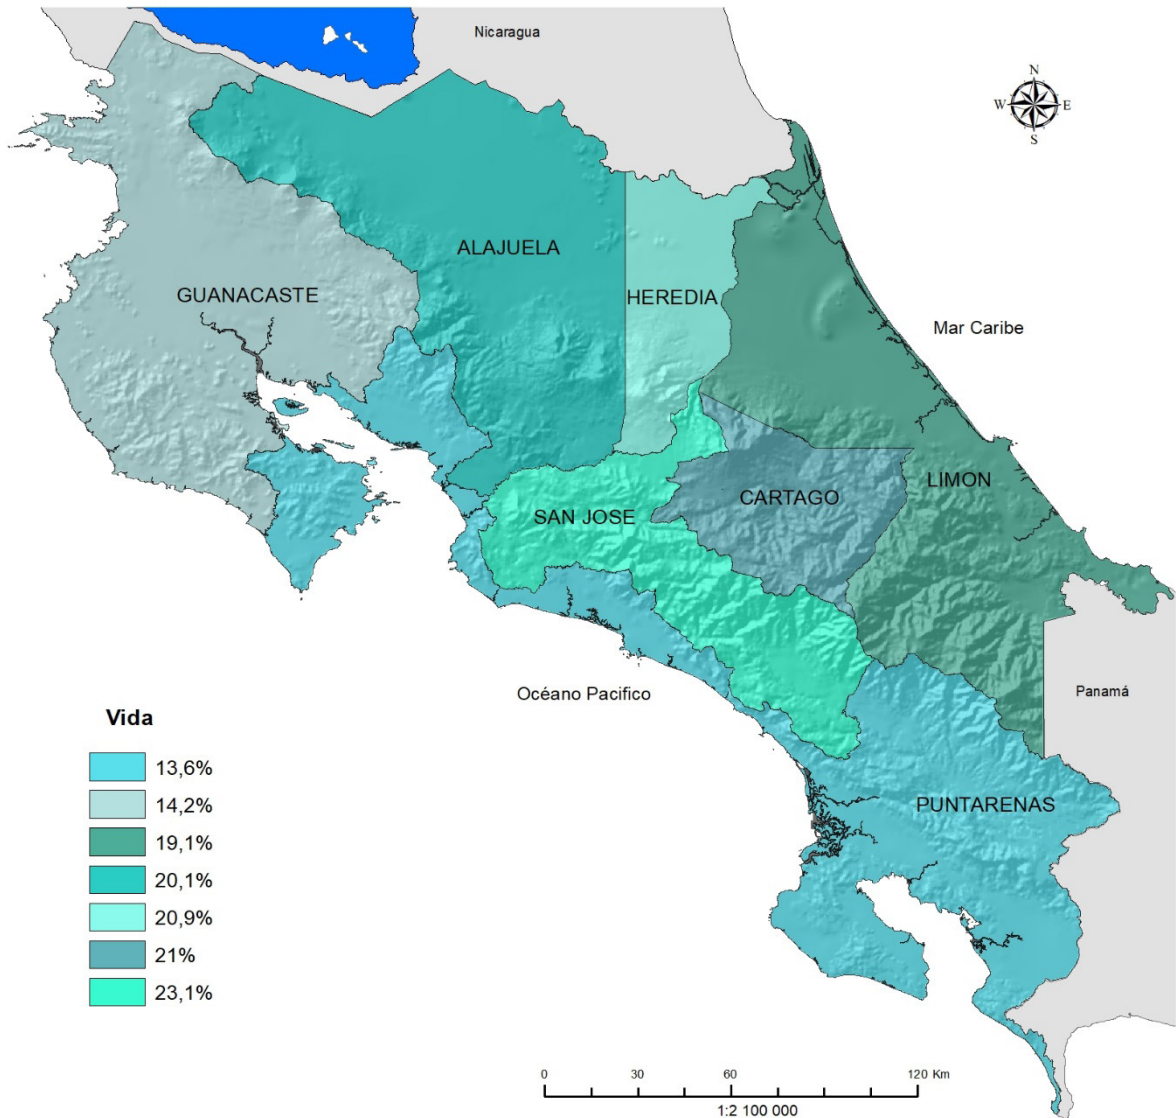 Nicaragua
N
W
E
S
ALAJUELA
GUANACASTE
HEREDIA
Mar Caribe
LIMON
CARTAGO
SAN JOSE
Océano Pacifico
Panamá
PUNTARENAS
Vida
13,6%
14,2%
19,1%
20,1%
20,9%
21%
23,1%
0 30 60 120 Km
1:2 100 000